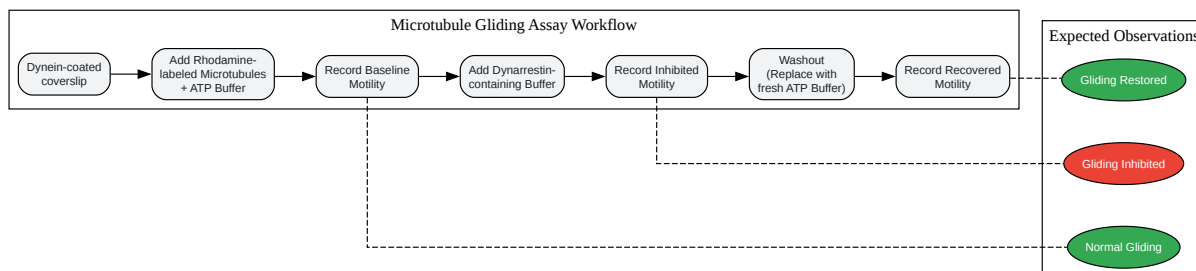 Microtubule Gliding Assay Workflow
Dynein-coated
coverslip
Add Rhodamine-
labeled Microtubules
+ ATP Buffer
Record Baseline
Motility
Add Dynarrestin-
containing Buffer
Record Inhibited
Motility
Washout
(Replace with
fresh ATP Buffer)
Record Recovered
Motility
Expected Observations
Gliding Restored
Gliding Inhibited
Normal Gliding